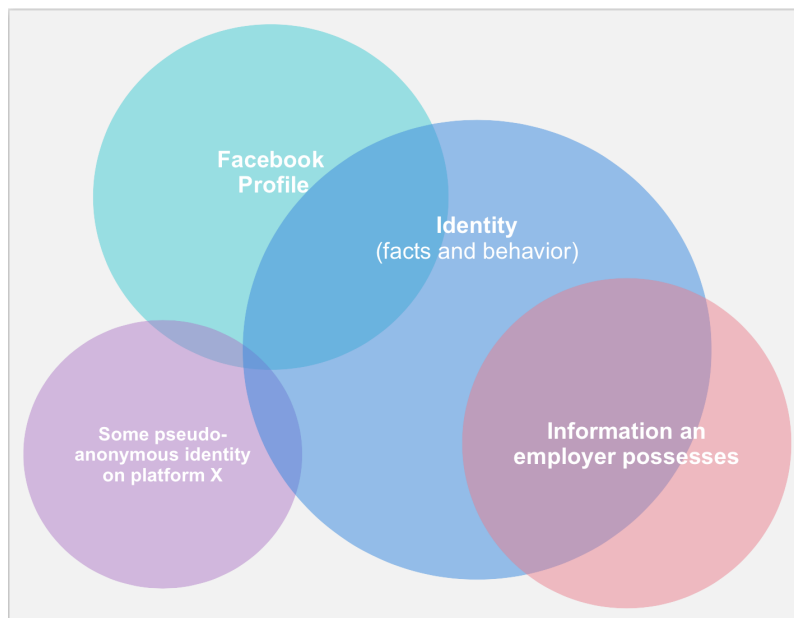 Facebook
Profile
Identity
(facts and behavior)
Some pseudo-
anonymous identity
on platform X
Information an
employer possesses